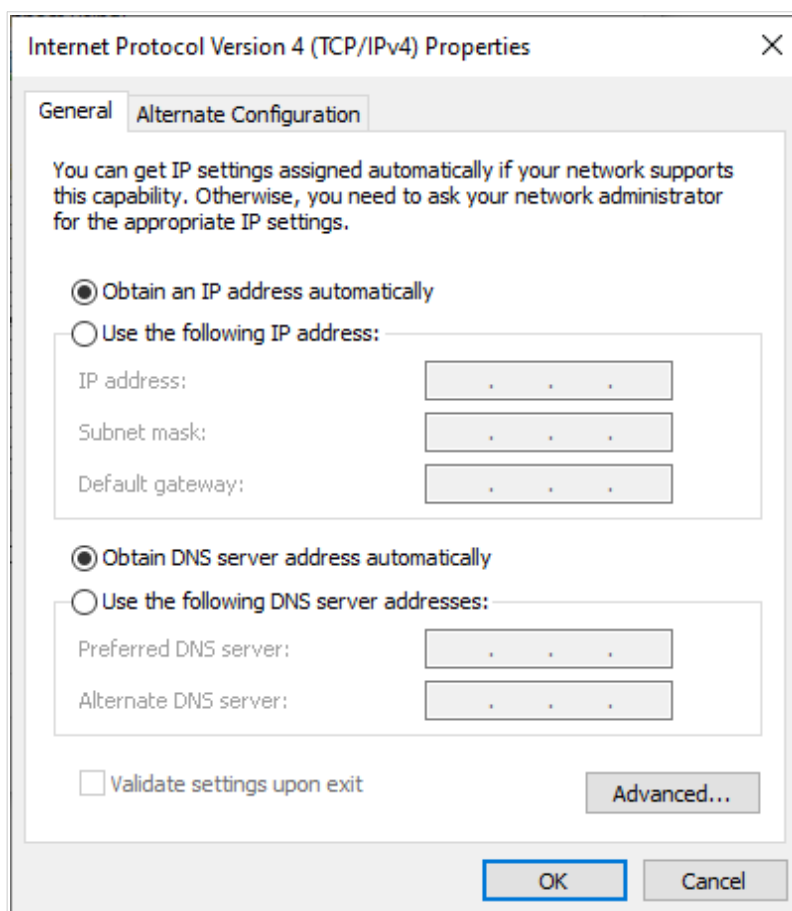 Internet Protocol Version 4 (TCP/IPv4) Properties
General
Alternate Configuration
You can get IP settings assigned automatically if your network supports
this capability. Otherwise, you need to ask your network administrator
for the appropriate IP settings.
Obtain an IP address automatically
Use the following IP address:
IP address:
Subnet mask:
Default gateway:
Obtain DNS server address automatically
Use the following DNS server addresses:
Preferred DNS server:
Alternate DNS server:
Validate settings upon exit
Advanced...
OK
Cancel